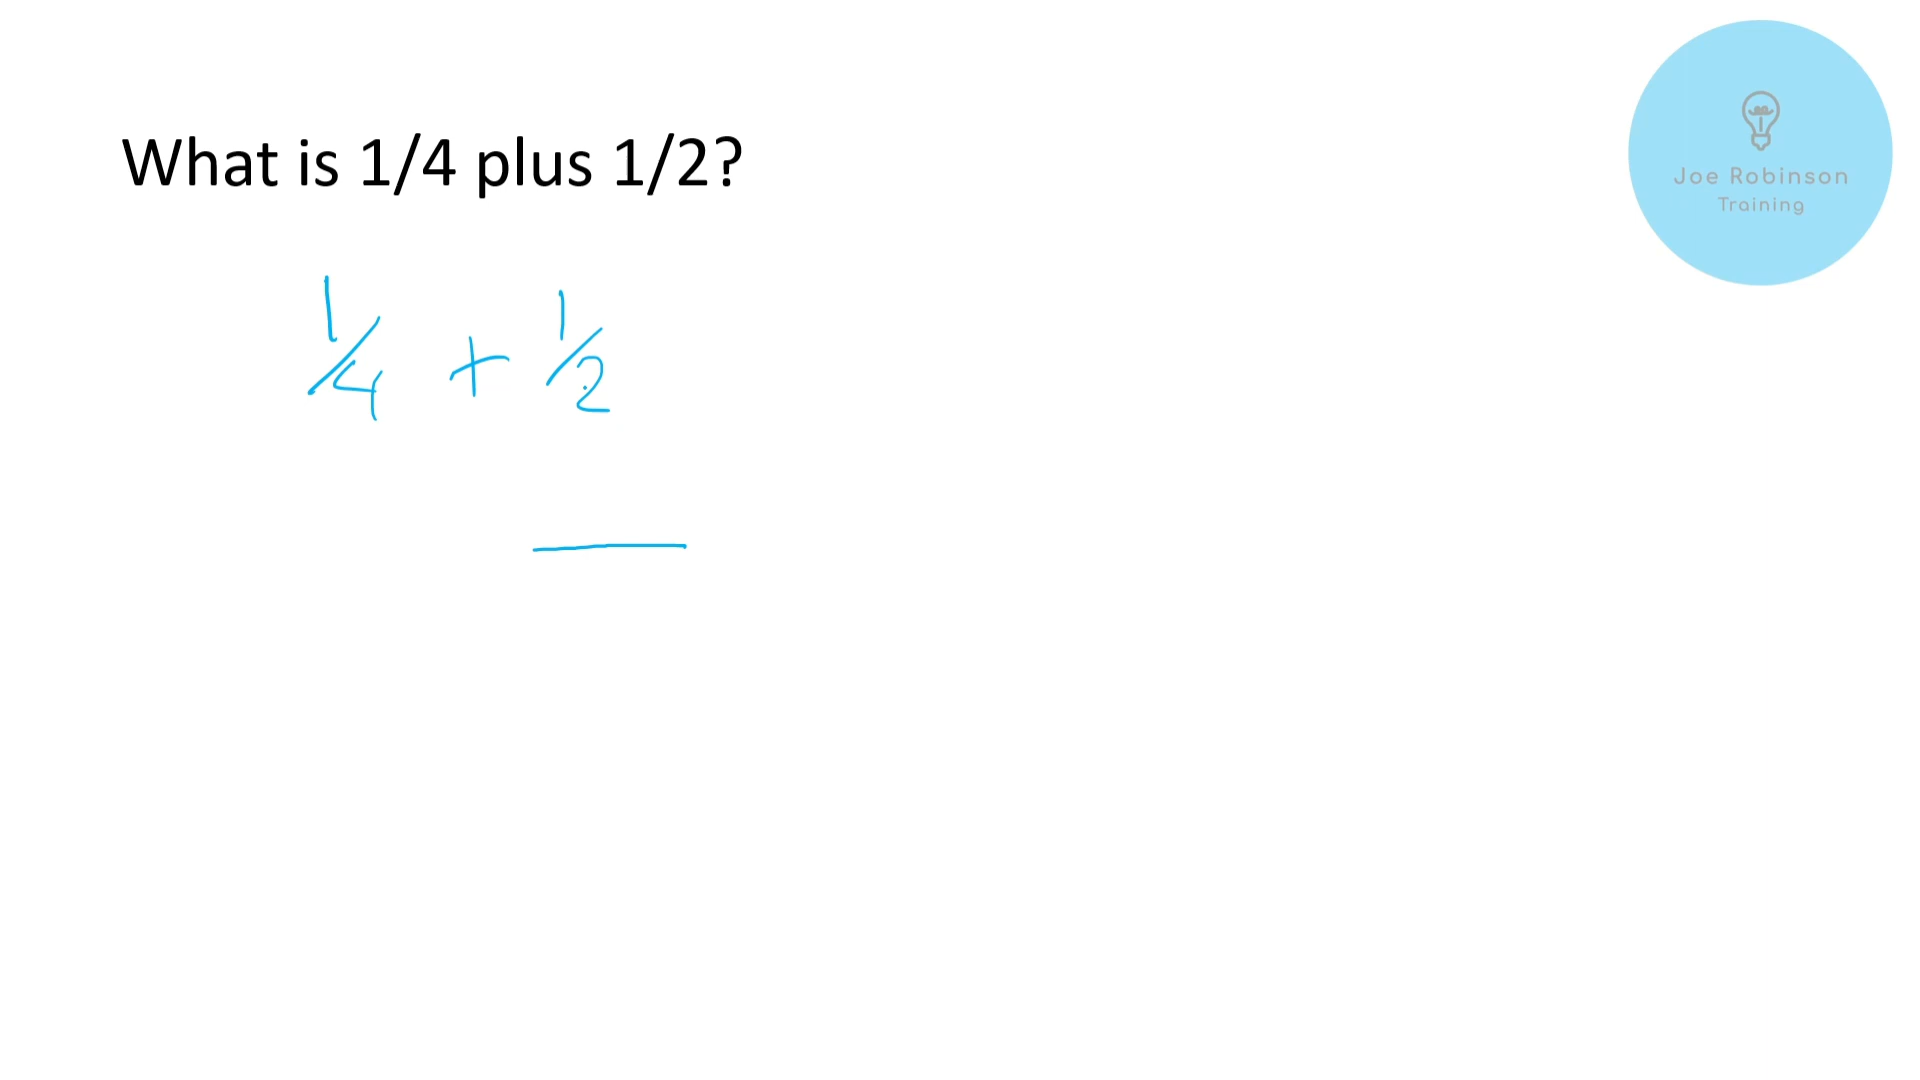 What is 1/4 plus 1/2?
Joe Robinson
Training
1/4 + 1/2